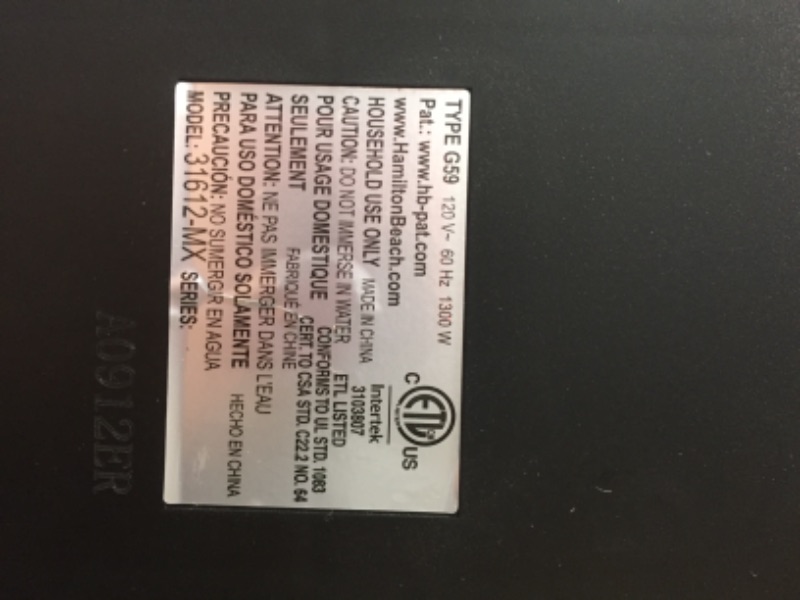 TYPE G59 120 V~ 60 Hz 1300 W
Pat.: www.hb-pat.com
www.HamiltonBeach.com
C ETL US
Intertek
3103807
HOUSEHOLD USE ONLY MADE IN CHINA
CAUTION: DO NOT IMMERSE IN WATER ETL LISTED
POUR USAGE DOMESTIQUE CONFORMS TO UL STD. 1083
SEULEMENT FABRIQUÉ EN CHINE CERT. TO CSA STD. C22.2 NO. 64
ATTENTION: NE PAS IMMERGER DANS L'EAU
PARA USO DOMÉSTICO SOLAMENTE HECHO EN CHINA
PRECAUCIÓN: NO SUMERGIR EN AGUA
MODEL: 31612-MX SERIES:
A0912ER